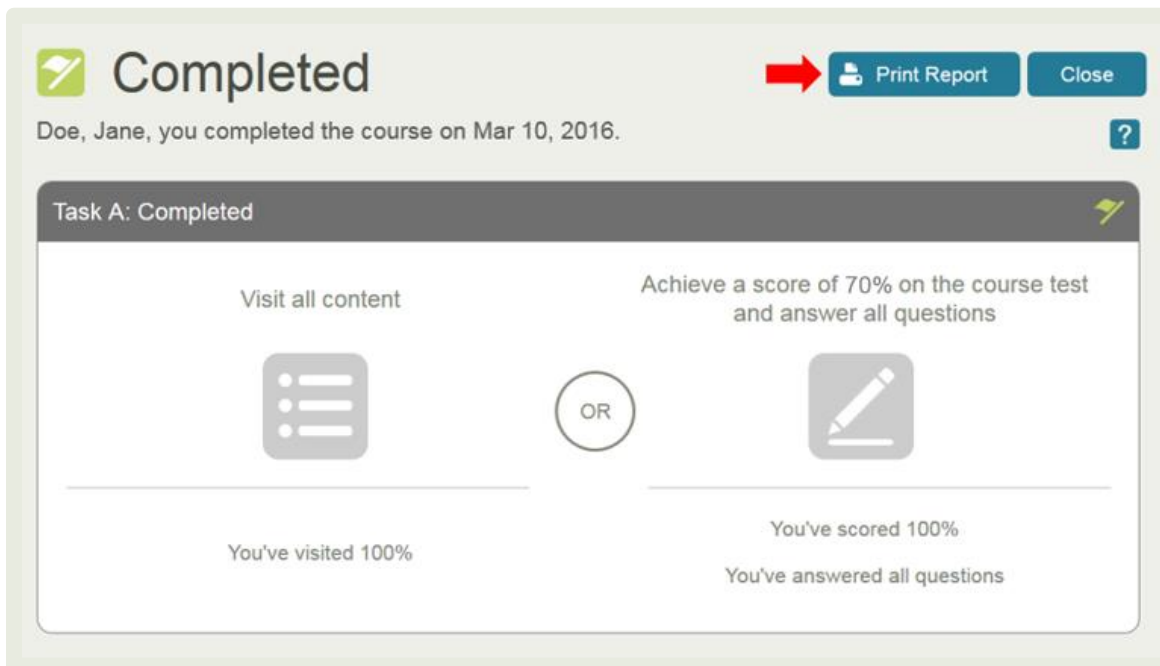 Completed
Print Report
Close
Doe, Jane, you completed the course on Mar 10, 2016.
?
Task A: Completed
Visit all content
Achieve a score of 70% on the course test
and answer all questions
OR
You've visited 100%
You've scored 100%
You've answered all questions